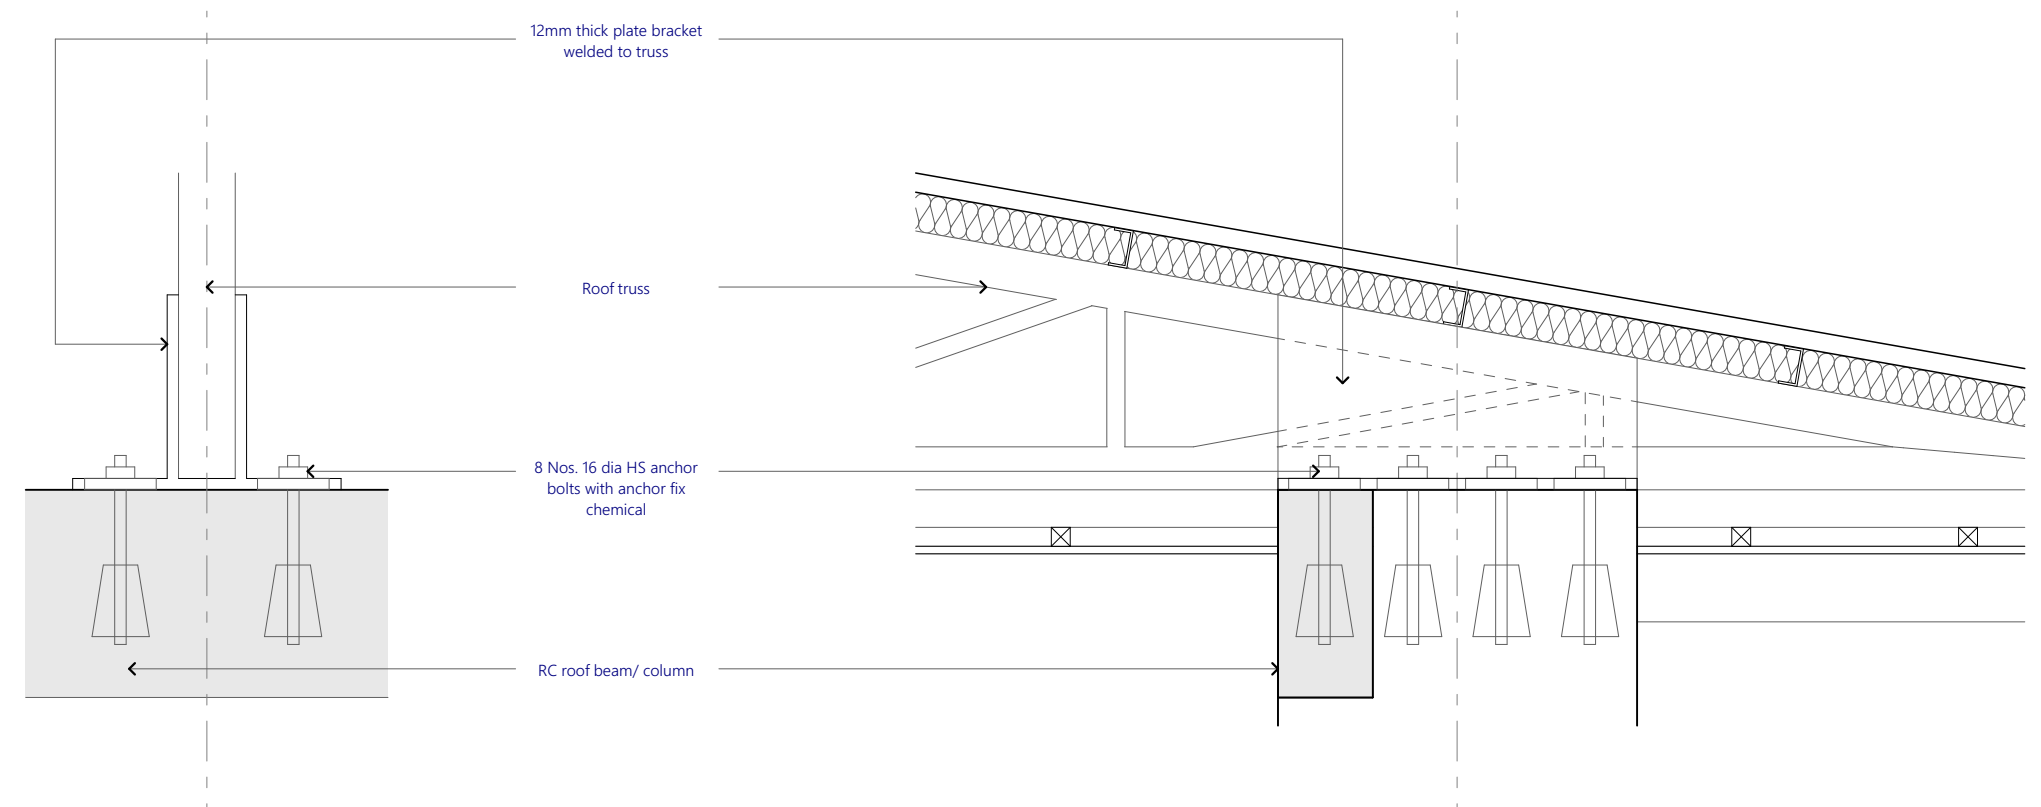 12mm thick plate bracket
welded to truss
Roof truss
8 Nos. 16 dia HS anchor
bolts with anchor fix
chemical
RC roof beam/ column